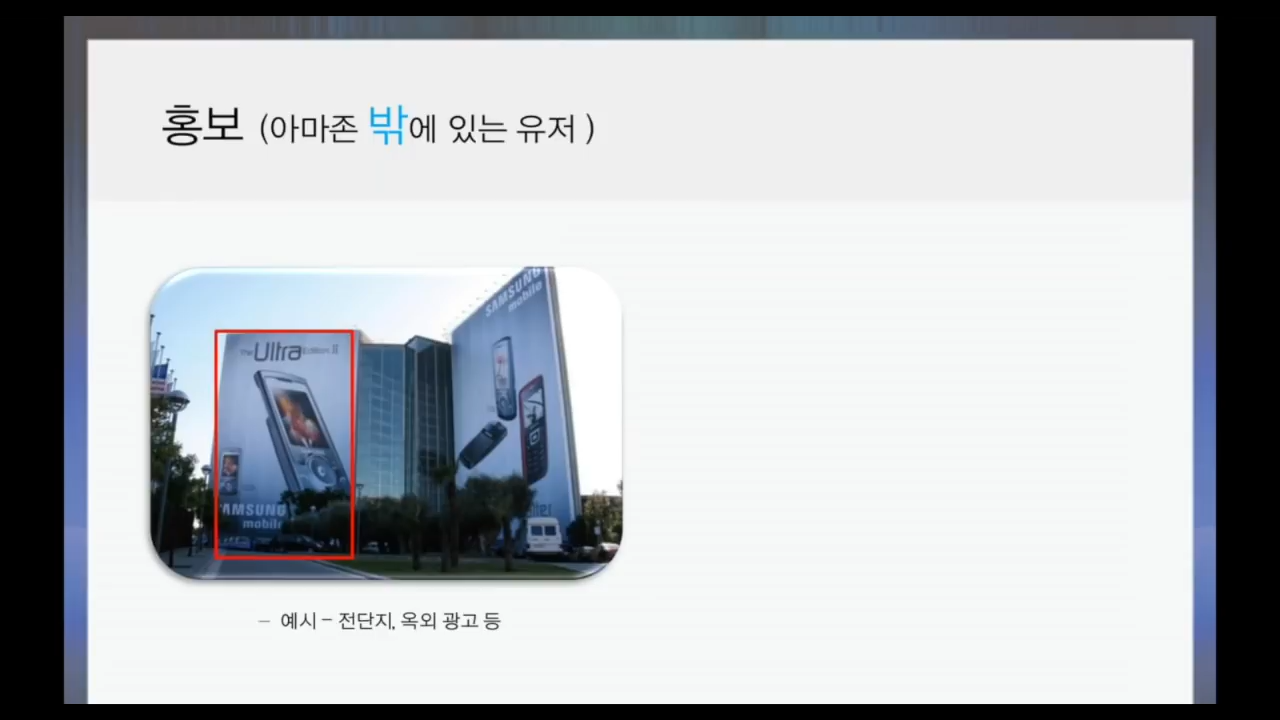 홍보 (아마존 밖에 있는 유저 )
SAMSUNG
mobile
The Ultra Edition II
SAMSUNG
mobile
– 예시 – 전단지, 옥외 광고 등